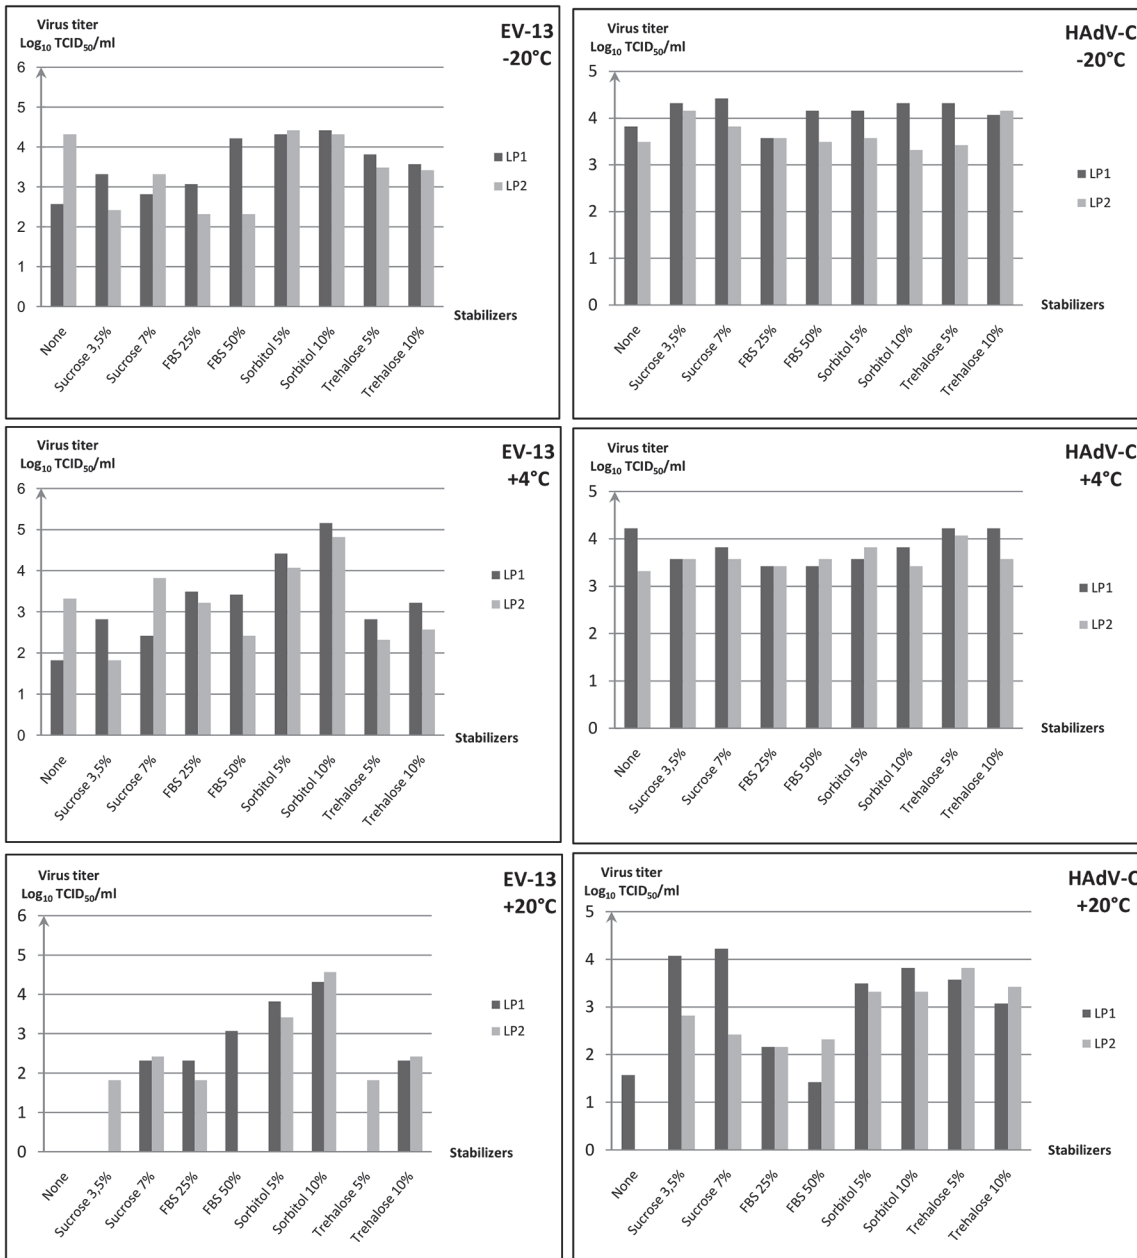 Virus titer
Log10 TCID50/ml
EV-13
-20°C
6
5
4
3
2
1
0
LP1
LP2
Stabilizers
None
Sucrose 3,5%
Sucrose 7%
FBS 25%
FBS 50%
Sorbitol 5%
Sorbitol 10%
Trehalose 5%
Trehalose 10%
Virus titer
Log10 TCID50/ml
HAdV-C
-20°C
5
4
3
2
1
0
LP1
LP2
Stabilizers
None
Sucrose 3,5%
Sucrose 7%
FBS 25%
FBS 50%
Sorbitol 5%
Sorbitol 10%
Trehalose 5%
Trehalose 10%
Virus titer
Log10 TCID50/ml
EV-13
+4°C
6
5
4
3
2
1
0
LP1
LP2
Stabilizers
None
Sucrose 3,5%
Sucrose 7%
FBS 25%
FBS 50%
Sorbitol 5%
Sorbitol 10%
Trehalose 5%
Trehalose 10%
Virus titer
Log10 TCID50/ml
HAdV-C
+4°C
5
4
3
2
1
0
LP1
LP2
Stabilizers
None
Sucrose 3,5%
Sucrose 7%
FBS 25%
FBS 50%
Sorbitol 5%
Sorbitol 10%
Trehalose 5%
Trehalose 10%
Virus titer
Log10 TCID50/ml
EV-13
+20°C
6
5
4
3
2
1
0
LP1
LP2
Stabilizers
None
Sucrose 3,5%
Sucrose 7%
FBS 25%
FBS 50%
Sorbitol 5%
Sorbitol 10%
Trehalose 5%
Trehalose 10%
Virus titer
Log10 TCID50/ml
HAdV-C
+20°C
5
4
3
2
1
0
LP1
LP2
Stabilizers
None
Sucrose 3,5%
Sucrose 7%
FBS 25%
FBS 50%
Sorbitol 5%
Sorbitol 10%
Trehalose 5%
Trehalose 10%